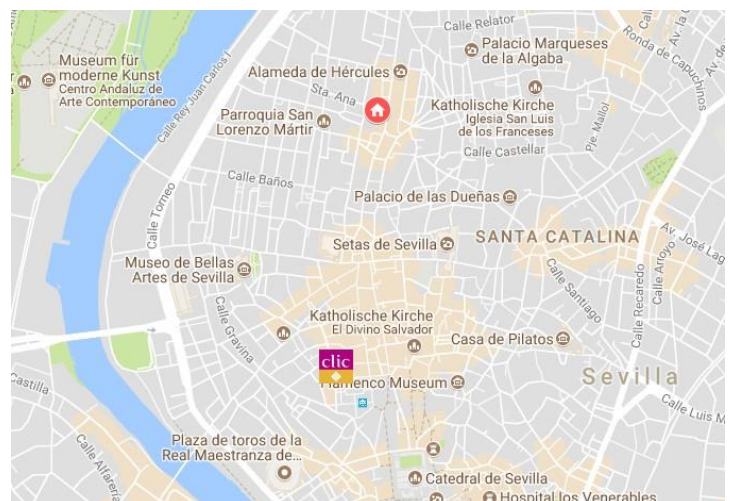 Calle Relator
Museum für
moderne Kunst
Centro Andaluz de
Arte Contemporáneo
Palacio Marqueses
de la Algaba
Ronda de Capuchinos
Alameda de Hércules
Sta. Ana
Calle Rey Juan Carlos I
Parroquia San
Lorenzo Mártir
Katholische Kirche
Iglesia San Luis
de los Franceses
Pje. Mallol
Calle Castellar
Calle Baños
Palacio de las Dueñas
Calle Torneo
Setas de Sevilla
SANTA CATALINA
Av. José Lag
Museo de Bellas
Artes de Sevilla
Calle Santiago
Calle Recaredo
Calle Arroyo
Calle Gravina
Katholische Kirche
El Divino Salvador
Casa de Pilatos
clic
Flamenco Museum
Sevilla
Castilla
Calle Luis M
Calle Alfarería
Plaza de toros de la
Real Maestranza de...
Catedral de Sevilla
Hospital los Venerables